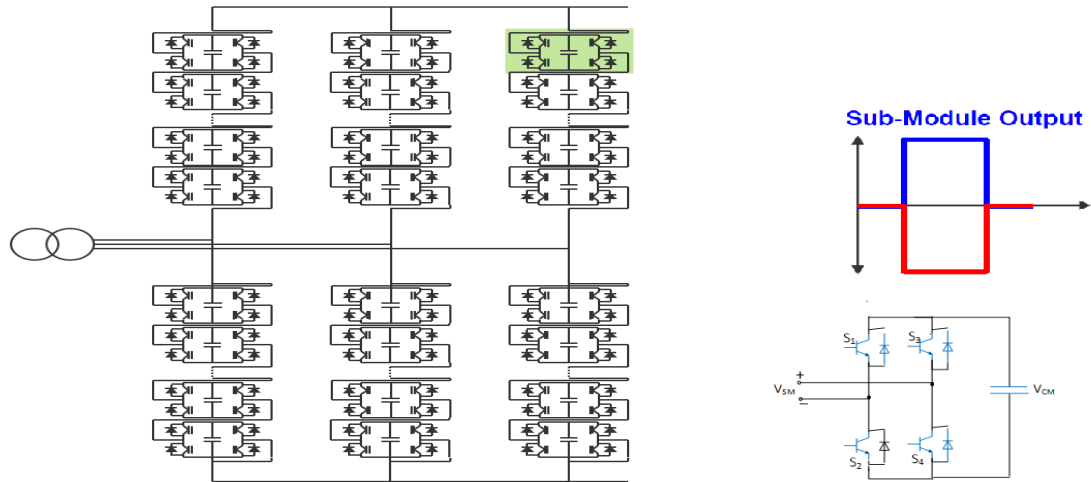 Sub-Module Output
S1
S3
+
VSM
VCM
–
S2
S4